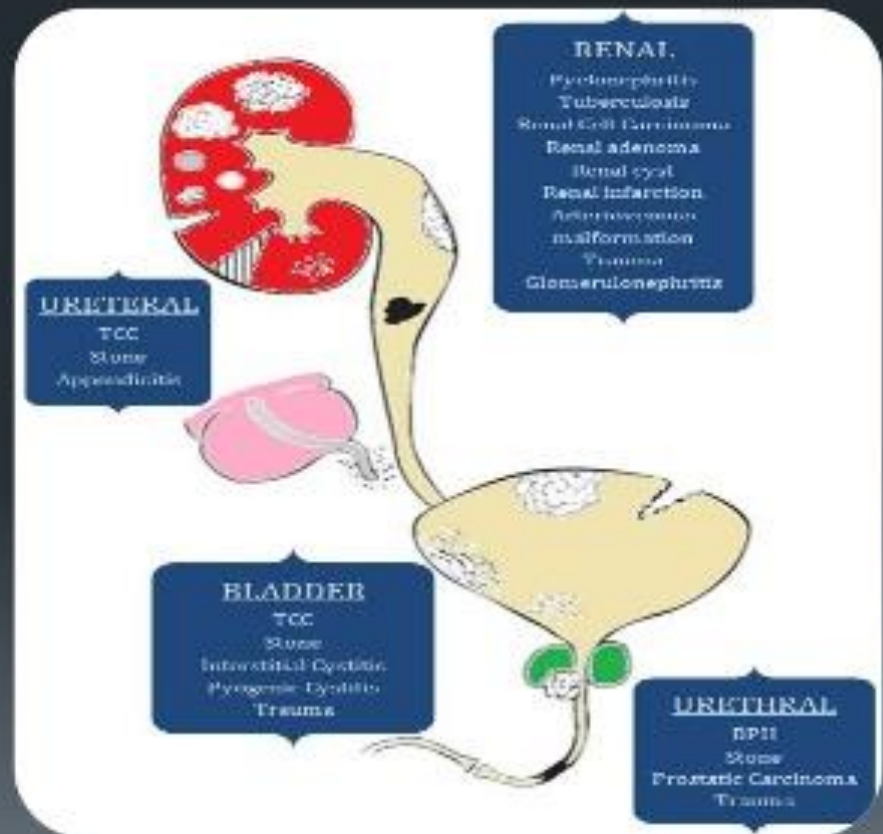 RENAL
Pyelonephritis
Tuberculosis
Renal Cell Carcinoma
Renal adenoma
Renal cyst
Renal infarction
Arteriovenous
malformation
Trauma
Glomerulonephritis
URETERAL
TCC
Stone
Appendicitis
BLADDER
TCC
Stone
Interstitial Cystitis
Pyogenic Cystitis
Trauma
URETHRAL
BPH
Stone
Prostatic Carcinoma
Trauma